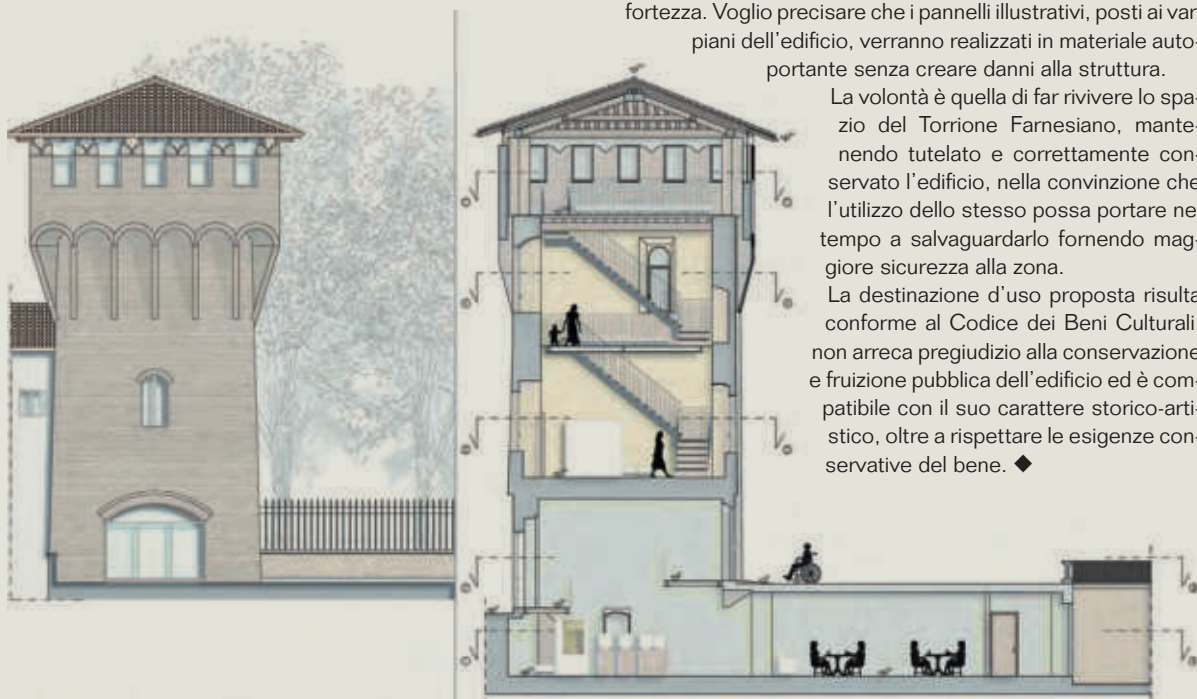 fortezza. Voglio precisare che i pannelli illustrativi, posti ai var
piani dell'edificio, verranno realizzati in materiale auto-
portante senza creare danni alla struttura.
La volontà è quella di far rivivere lo spa-
zio del Torrione Farnesiano, mante-
nendo tutelato e correttamente con-
servato l'edificio, nella convinzione che
l'utilizzo dello stesso possa portare ne
tempo a salvaguardarlo fornendo mag-
giore sicurezza alla zona.
La destinazione d'uso proposta risulta
conforme al Codice dei Beni Culturali
non arreca pregiudizio alla conservazione
e fruizione pubblica dell'edificio ed è com-
patibile con il suo carattere storico-arti-
stico, oltre a rispettare le esigenze con-
servative del bene. ◆